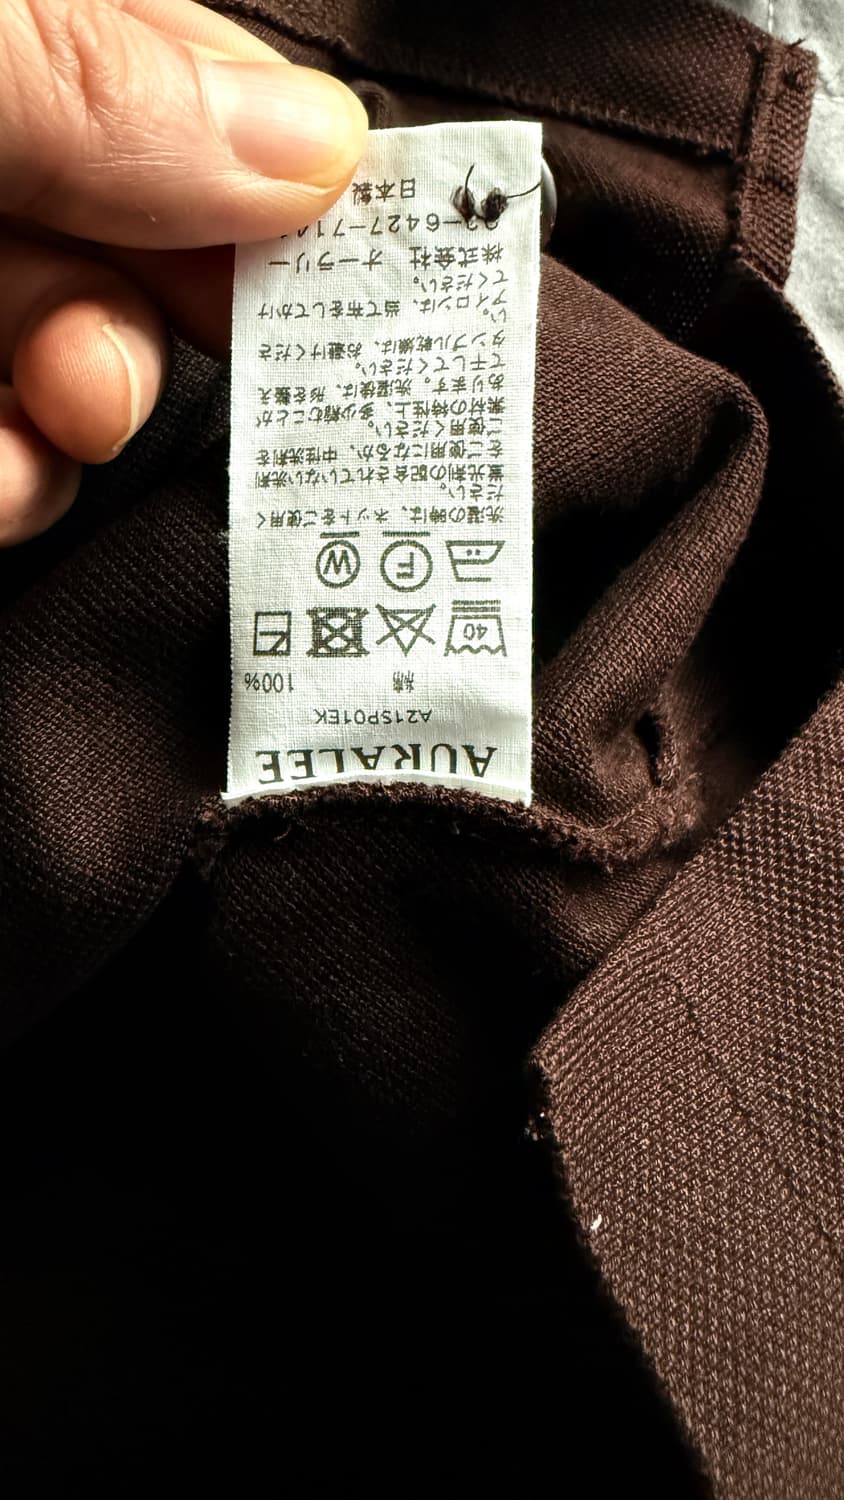 AURALEE
A21SP01EK
綿 100%
40
F W
洗濯の時は、ネットをご使用く
ださい。
蛍光剤の配合されていない洗剤
をご使用になるか、中性洗剤を
ご使用ください。
素材の特性上、多少縮むことが
あります。洗濯後は、形を整え
て干してください。
タンブル乾燥は、お避けくださ
い。
アイロンは、当て布をしてかけ
てください。
株式会社 オーラリー
日本製